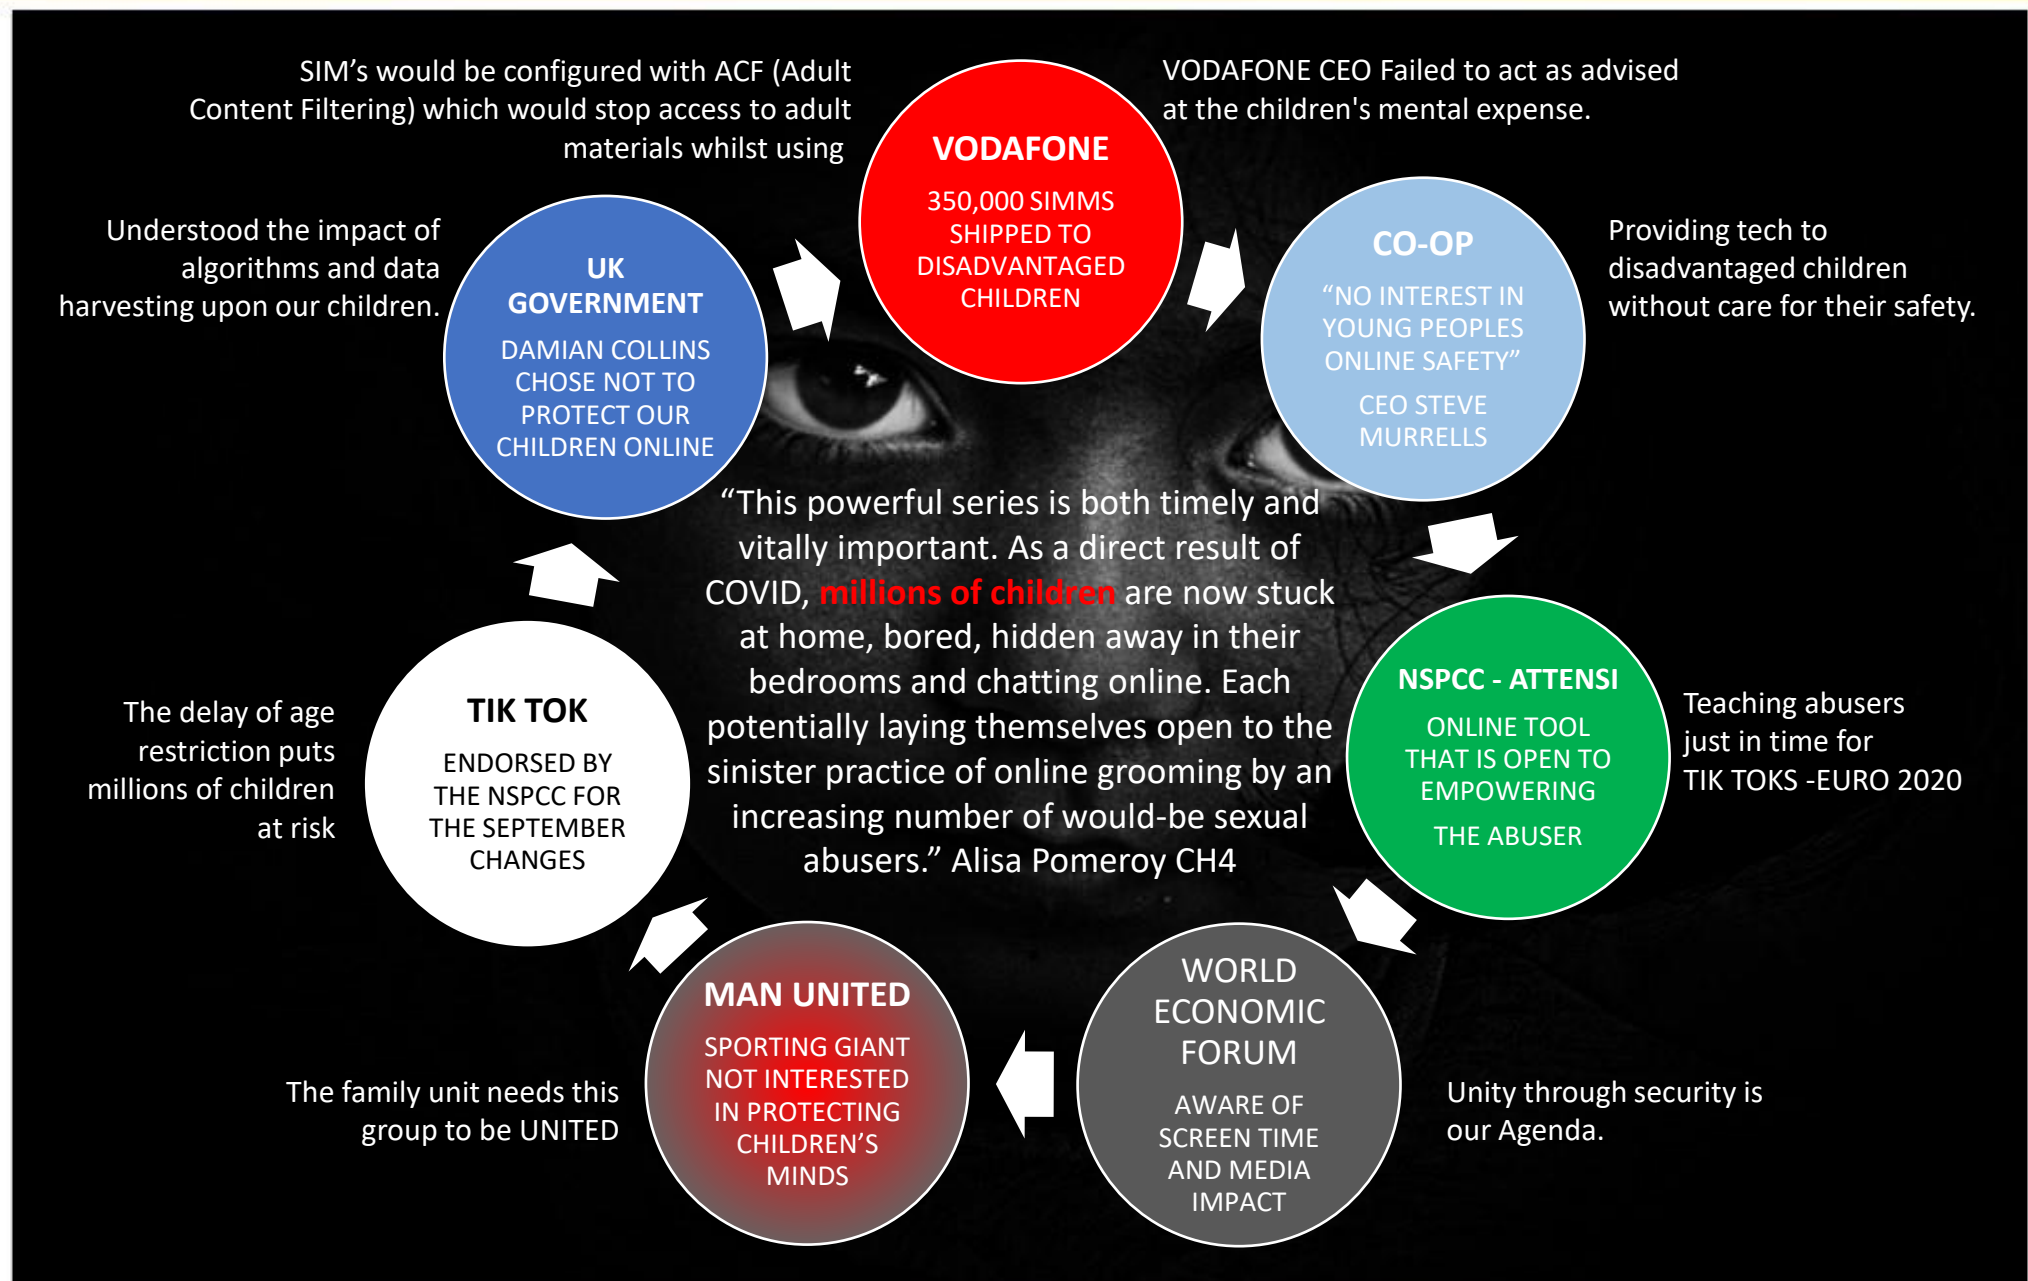 SIM's would be configured with ACF (Adult
Content Filtering) which would stop access to adult
materials whilst using
VODAFONE
350,000 SIMMS
SHIPPED TO
DISADVANTAGED
CHILDREN
VODAFONE CEO Failed to act as advised
at the children's mental expense.
CO-OP
“NO INTEREST IN
YOUNG PEOPLES
ONLINE SAFETY”
CEO STEVE
MURRELLS
Providing tech to
disadvantaged children
without care for their safety.
NSPCC - ATTENSI
ONLINE TOOL
THAT IS OPEN TO
EMPOWERING
THE ABUSER
Teaching abusers
just in time for
TIK TOKS -EURO 2020
WORLD
ECONOMIC
FORUM
AWARE OF
SCREEN TIME
AND MEDIA
IMPACT
Unity through security is
our Agenda.
MAN UNITED
SPORTING GIANT
NOT INTERESTED
IN PROTECTING
CHILDREN’S
MINDS
The family unit needs this
group to be UNITED
TIK TOK
ENDORSED BY
THE NSPCC FOR
THE SEPTEMBER
CHANGES
The delay of age
restriction puts
millions of children
at risk
UK
GOVERNMENT
DAMIAN COLLINS
CHOSE NOT TO
PROTECT OUR
CHILDREN ONLINE
Understood the impact of
algorithms and data
harvesting upon our children.
“This powerful series is both timely and
vitally important. As a direct result of
COVID, millions of children are now stuck
at home, bored, hidden away in their
bedrooms and chatting online. Each
potentially laying themselves open to the
sinister practice of online grooming by an
increasing number of would-be sexual
abusers.” Alisa Pomeroy CH4